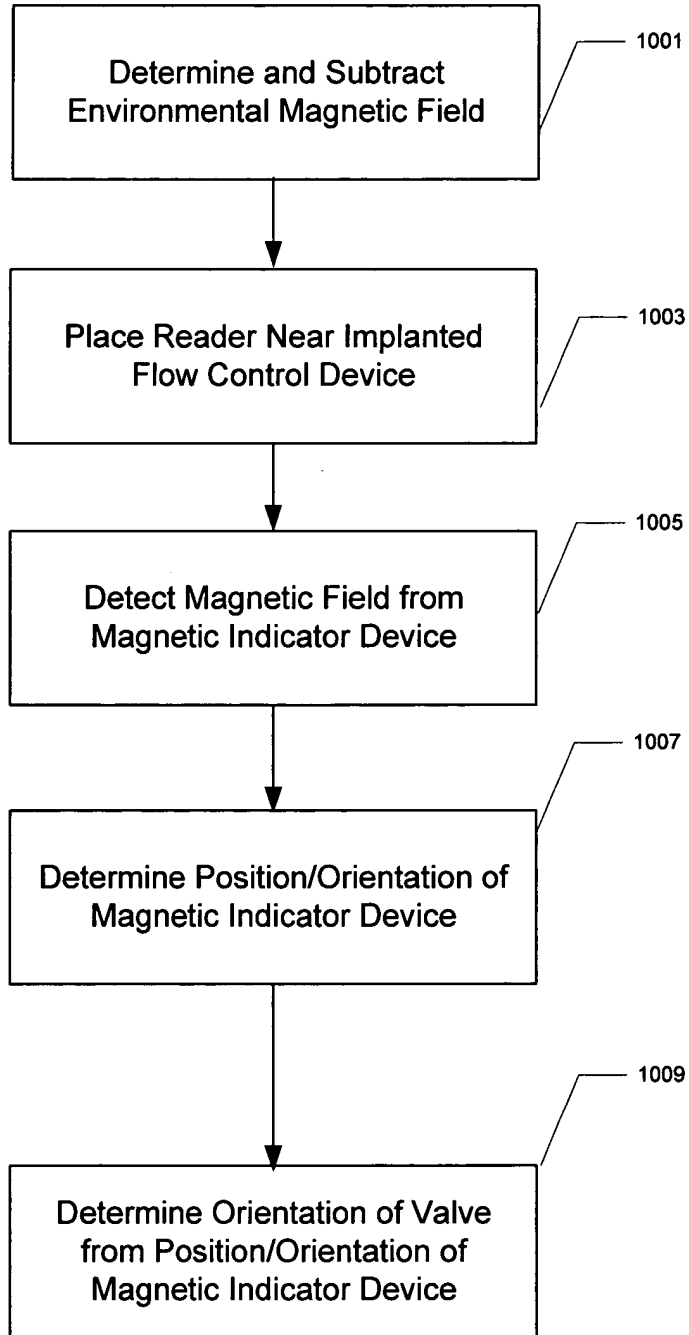 Determine and Subtract
Environmental Magnetic Field
1001
Place Reader Near Implanted
Flow Control Device
1003
Detect Magnetic Field from
Magnetic Indicator Device
1005
Determine Position/Orientation of
Magnetic Indicator Device
1007
Determine Orientation of Valve
from Position/Orientation of
Magnetic Indicator Device
1009